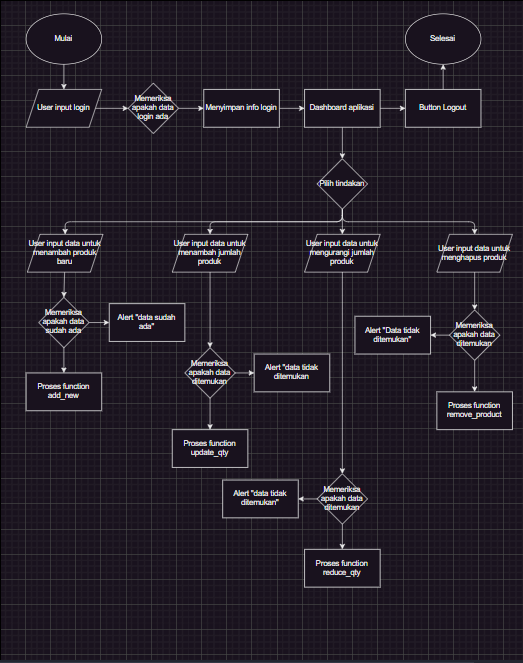 Mulai
Selesai
User input login
Memeriksa
apakah data
login ada
Menyimpan info login
Dashboard aplikasi
Button Logout
Pilih tindakan
User input data untuk
menambah produk
baru
User input data untuk
menambah jumlah
produk
User input data untuk
mengurangi jumlah
produk
User input data untuk
menghapus produk
Memeriksa
apakah data
sudah ada
Alert "data sudah
ada"
Alert "Data tidak
ditemukan"
Memeriksa
apakah data
ditemukan
Memeriksa
apakah data
ditemukan
Alert "data tidak
ditemukan
Proses function
add_new
Proses function
remove_product
Proses function
update_qty
Alert "data tidak
ditemukan"
Memeriksa
apakah data
ditemukan
Proses function
reduce_qty